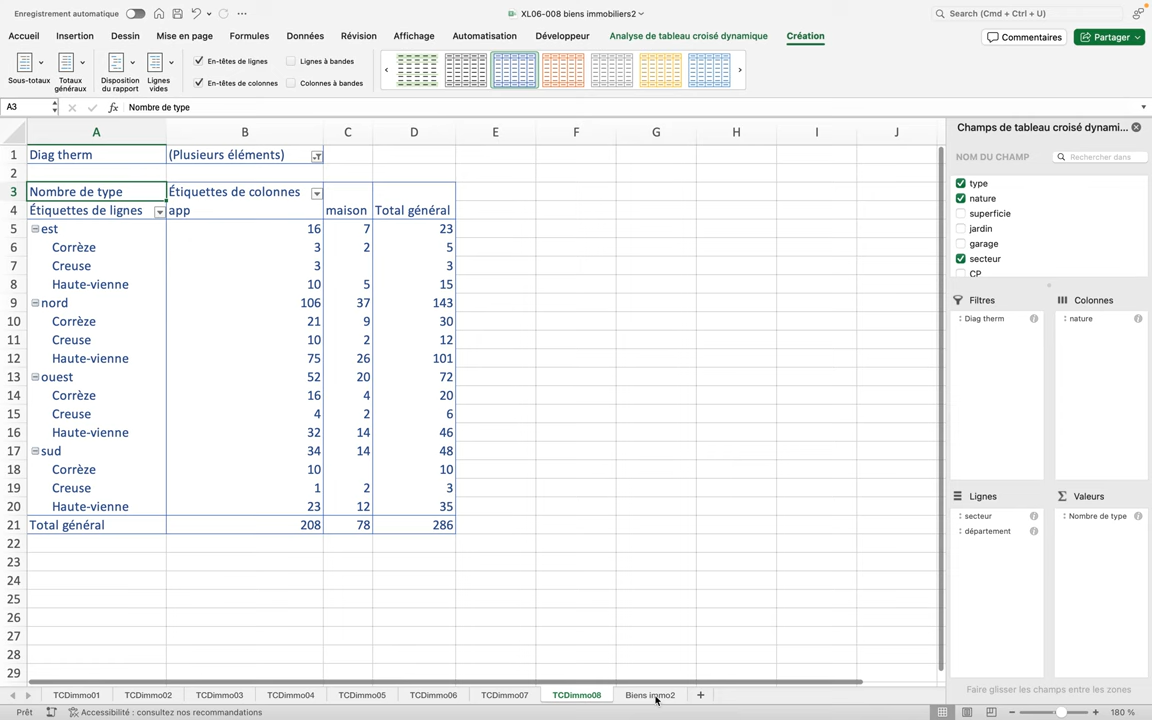 Enregistrement automatique
XL06-008 biens immobiliers2
Search (Cmd + Ctrl + U)
Accueil Insertion Dessin Mise en page Formules Données Révision Affichage Automatisation Développeur Analyse de tableau croisé dynamique Création
Commentaires Partager
Sous-totaux Totaux généraux Disposition du rapport Lignes vides
En-têtes de lignes Lignes à bandes
En-têtes de colonnes Colonnes à bandes
A3 fx Nombre de type
A B C D E F G H I J
1 Diag therm (Plusieurs éléments)
2
3 Nombre de type Étiquettes de colonnes
4 Étiquettes de lignes app maison Total général
5 est 16 7 23
6 Corrèze 3 2 5
7 Creuse 3 3
8 Haute-vienne 10 5 15
9 nord 106 37 143
10 Corrèze 21 9 30
11 Creuse 10 2 12
12 Haute-vienne 75 26 101
13 ouest 52 20 72
14 Corrèze 16 4 20
15 Creuse 4 2 6
16 Haute-vienne 32 14 46
17 sud 34 14 48
18 Corrèze 10 10
19 Creuse 1 2 3
20 Haute-vienne 23 12 35
21 Total général 208 78 286
22
23
24
25
26
27
28
29
Champs de tableau croisé dynami...
NOM DU CHAMP Rechercher dans
type
nature
superficie
jardin
garage
secteur
CP
Filtres Colonnes
Diag therm nature
Lignes Valeurs
secteur Nombre de type
département
Faire glisser les champs entre les zones
TCDimmo01 TCDimmo02 TCDimmo03 TCDimmo04 TCDimmo05 TCDimmo06 TCDimmo07 TCDimmo08 Biens immo2 +
Prêt Accessibilité : consultez nos recommandations 180 %